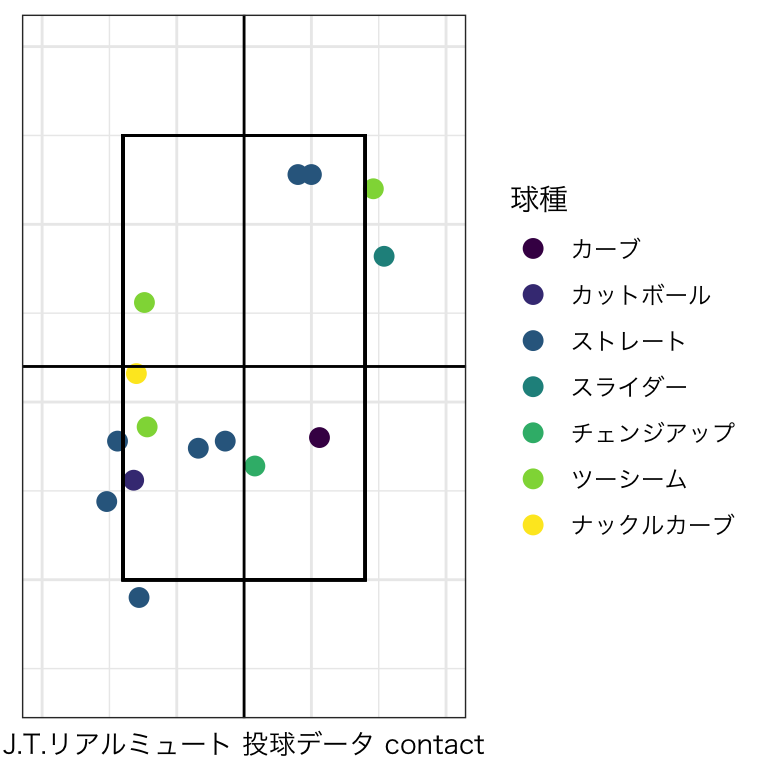 球種
カーブ
カットボール
ストレート
スライダー
チェンジアップ
ツーシーム
ナックルカーブ
J.T.リアルミュート 投球データ contact